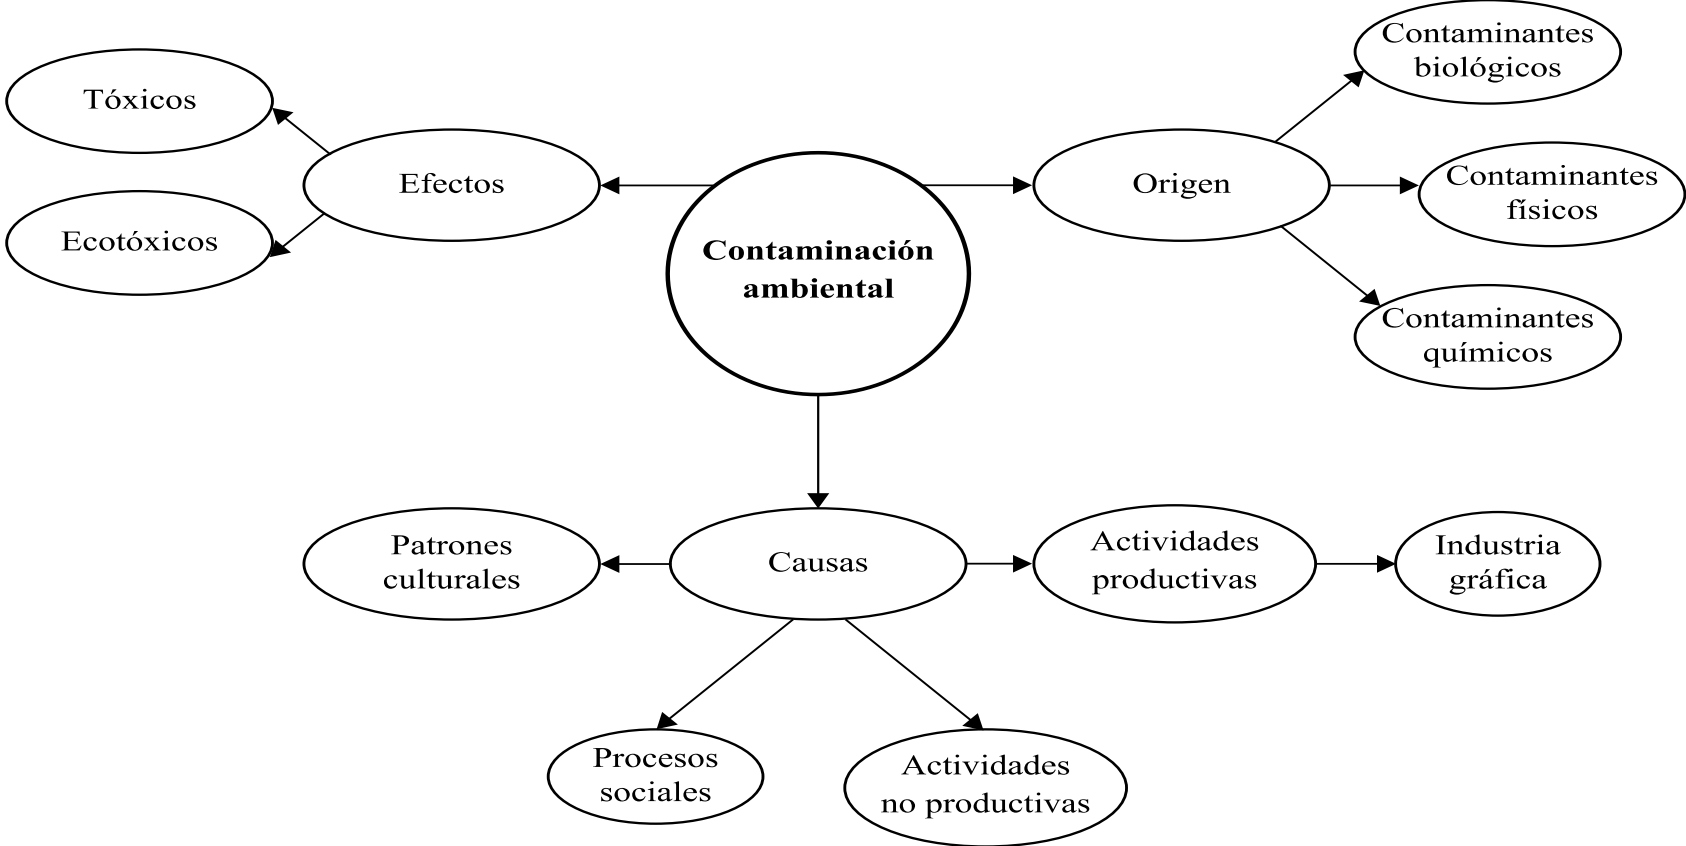 Contaminantes
biológicos
Tóxicos
Efectos
Origen
Contaminantes
físicos
Ecotóxicos
Contaminación
ambiental
Contaminantes
químicos
Patrones
culturales
Causas
Actividades
productivas
Industria
gráfica
Procesos
sociales
Actividades
no productivas